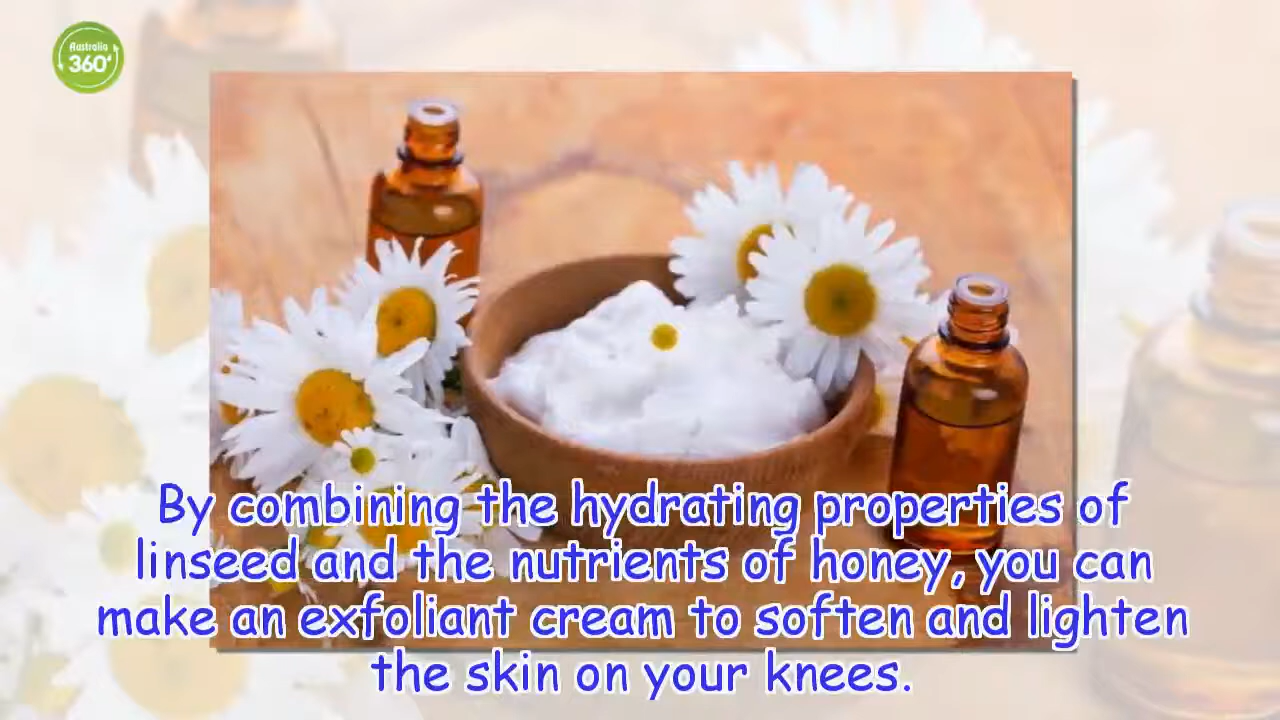 Australia
360°
By combining the hydrating properties of
linseed and the nutrients of honey, you can
make an exfoliant cream to soften and lighten
the skin on your knees.